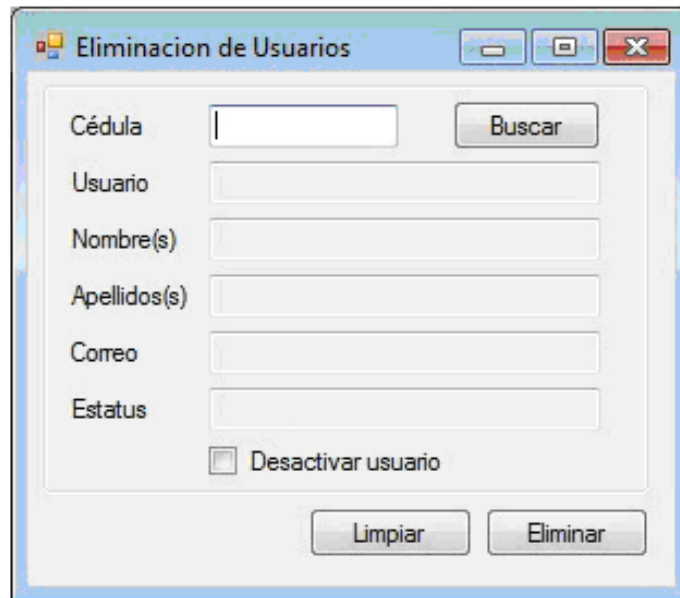 Eliminacion de Usuarios
Cédula Buscar
Usuario
Nombre(s)
Apellidos(s)
Correo
Estatus
Desactivar usuario
Limpiar Eliminar